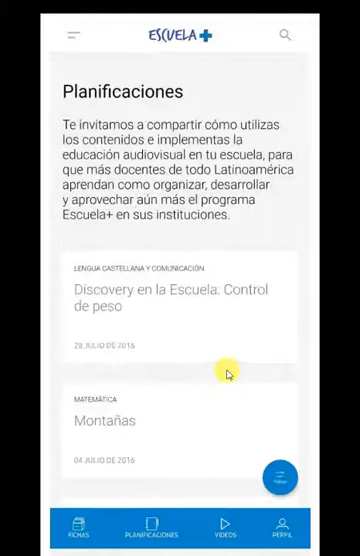 ESCUELA+
Planificaciones
Te invitamos a compartir cómo utilizas
los contenidos e implementas la
educación audiovisual en tu escuela, para
que más docentes de todo Latinoamérica
aprendan como organizar, desarrollar
y aprovechar aún más el programa
Escuela+ en sus instituciones.
LENGUA CASTELLANA Y COMUNICACIÓN
Discovery en la Escuela: Control
de peso
28 JULIO DE 2016
MATEMÁTICA
Montañas
04 JULIO DE 2016
FICHAS PLANIFICACIONES VIDEOS PERFIL